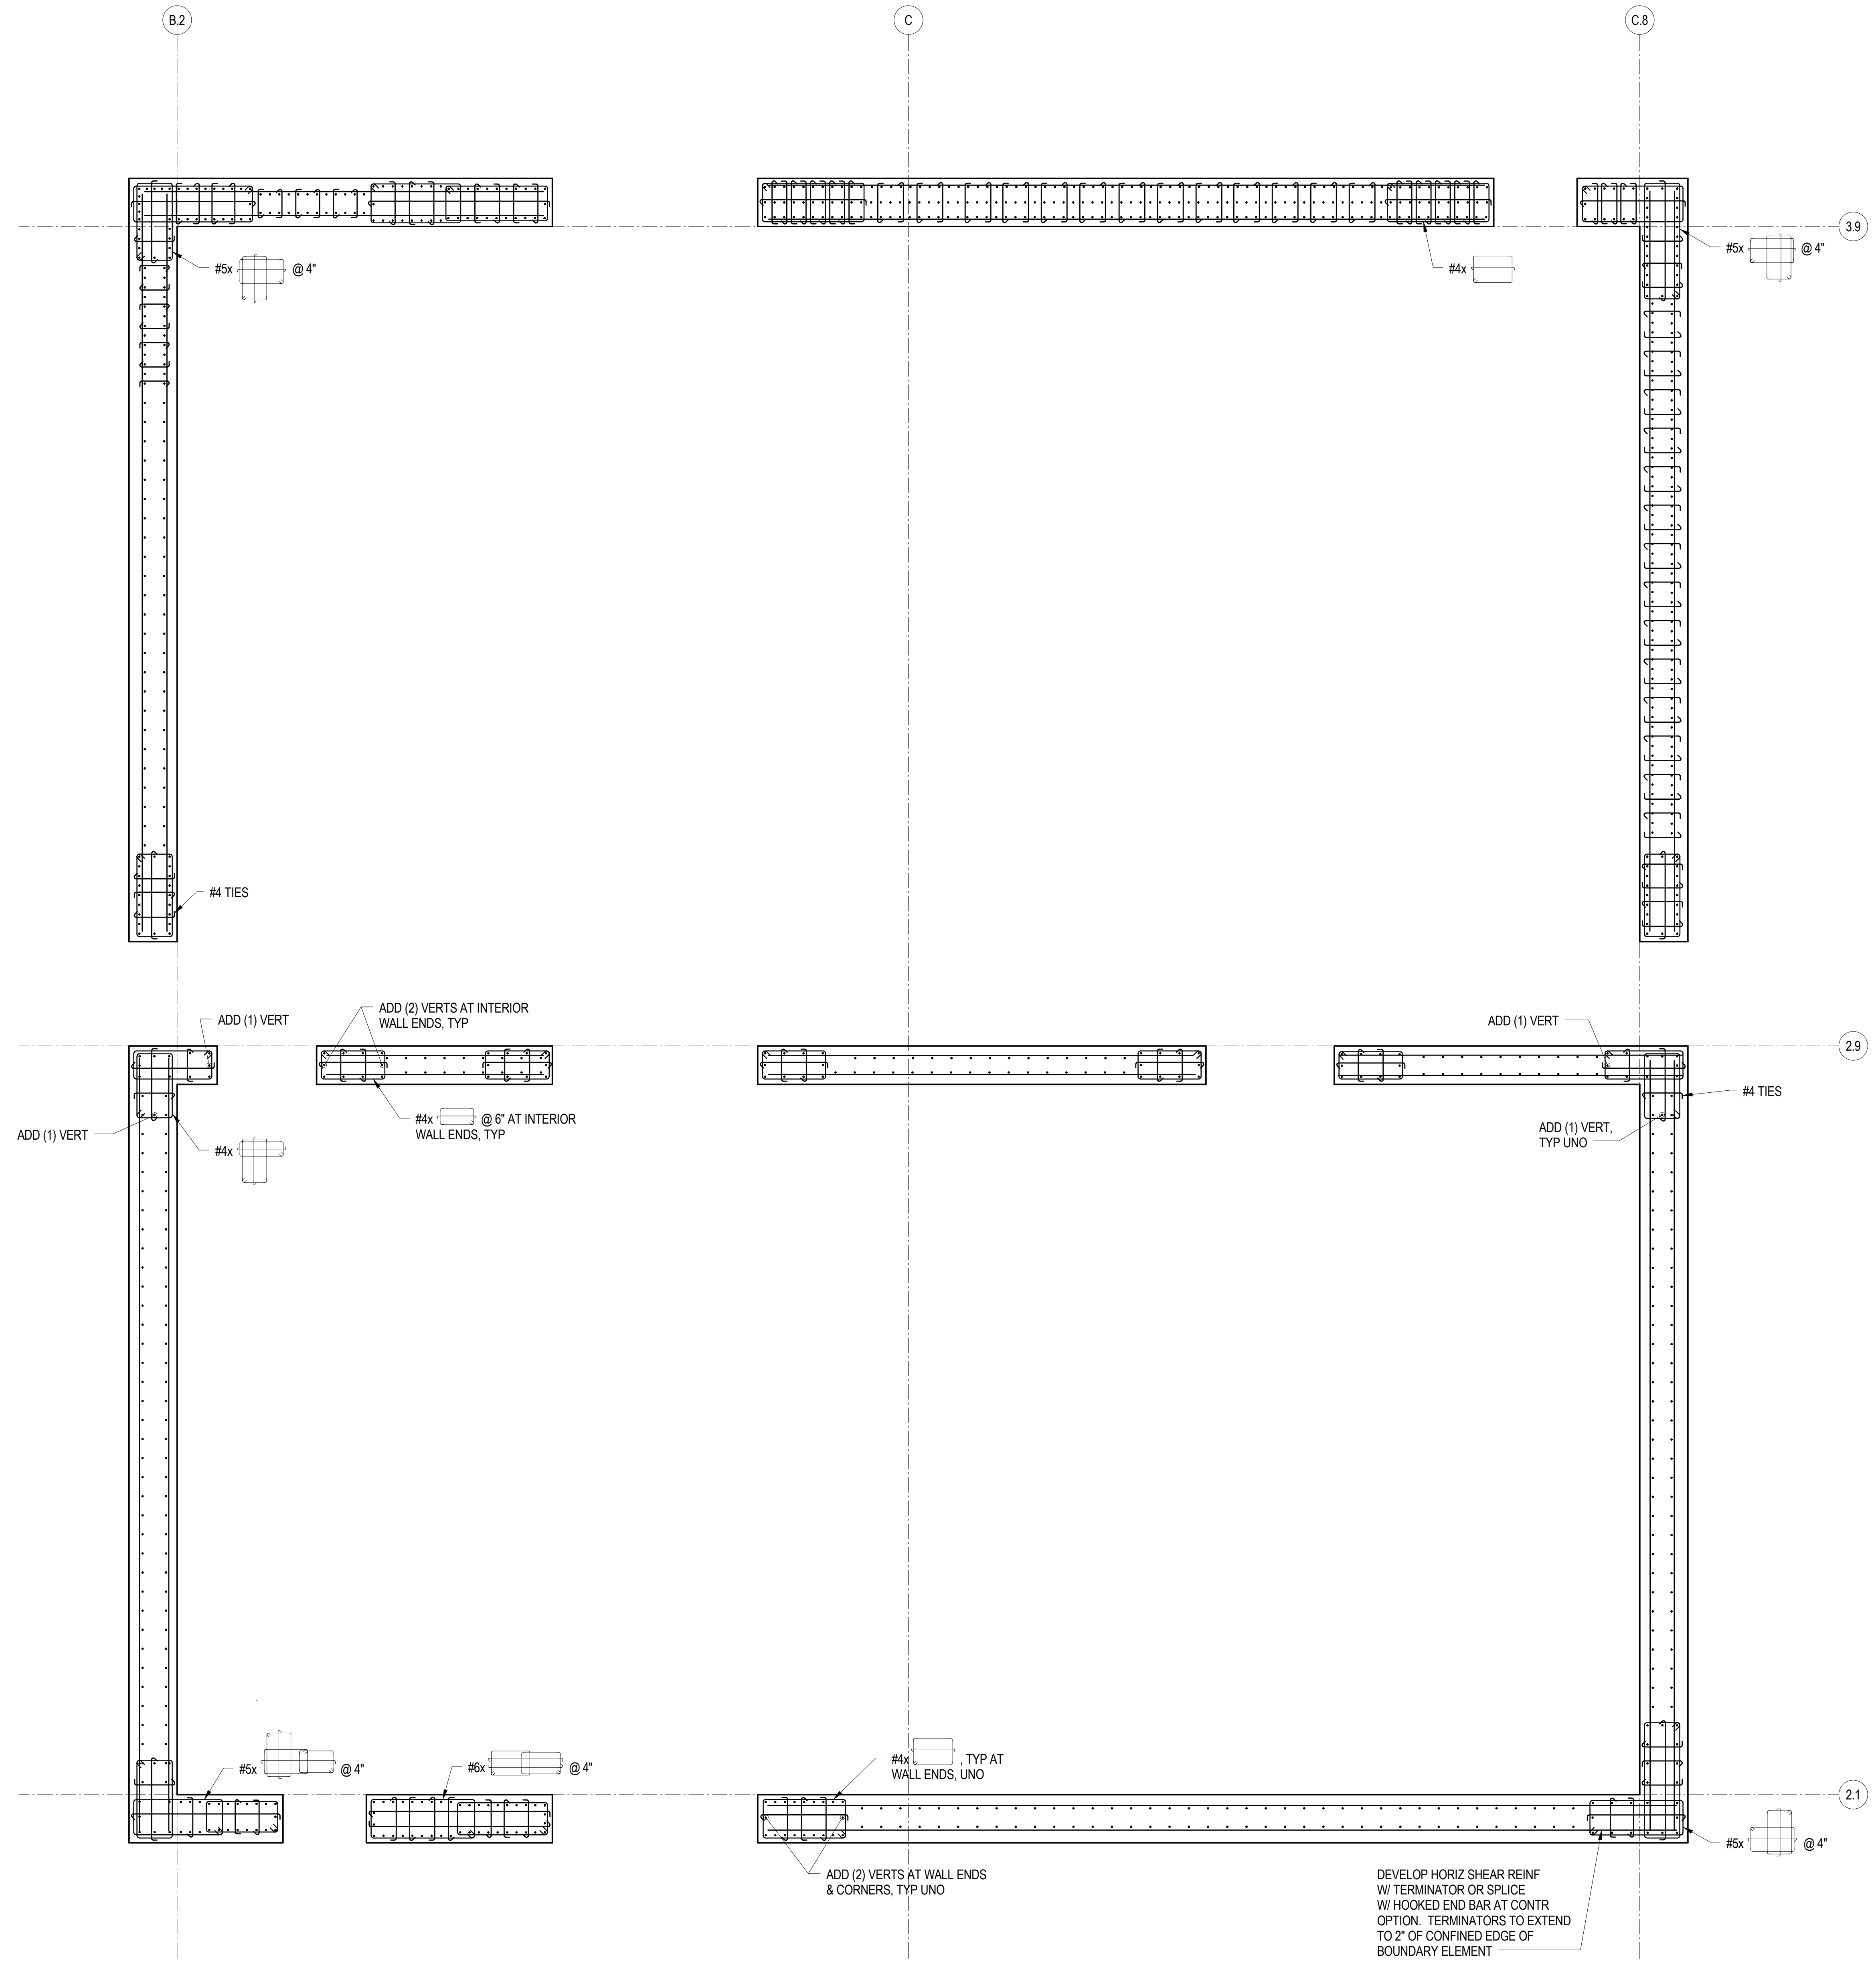 B.2
C
C.8
3.9
#5x @ 4"
#4x
#5x @ 4"
#4 TIES
ADD (1) VERT
ADD (2) VERTS AT INTERIOR
WALL ENDS, TYP
ADD (1) VERT
2.9
#4x @ 6" AT INTERIOR
WALL ENDS, TYP
#4 TIES
ADD (1) VERT
#4x
ADD (1) VERT,
TYP UNO
#5x @ 4"
#6x @ 4"
#4x , TYP AT
WALL ENDS, UNO
2.1
#5x @ 4"
ADD (2) VERTS AT WALL ENDS
& CORNERS, TYP UNO
DEVELOP HORIZ SHEAR REINF
W/ TERMINATOR OR SPLICE
W/ HOOKED END BAR AT CONTR
OPTION. TERMINATORS TO EXTEND
TO 2" OF CONFINED EDGE OF
BOUNDARY ELEMENT